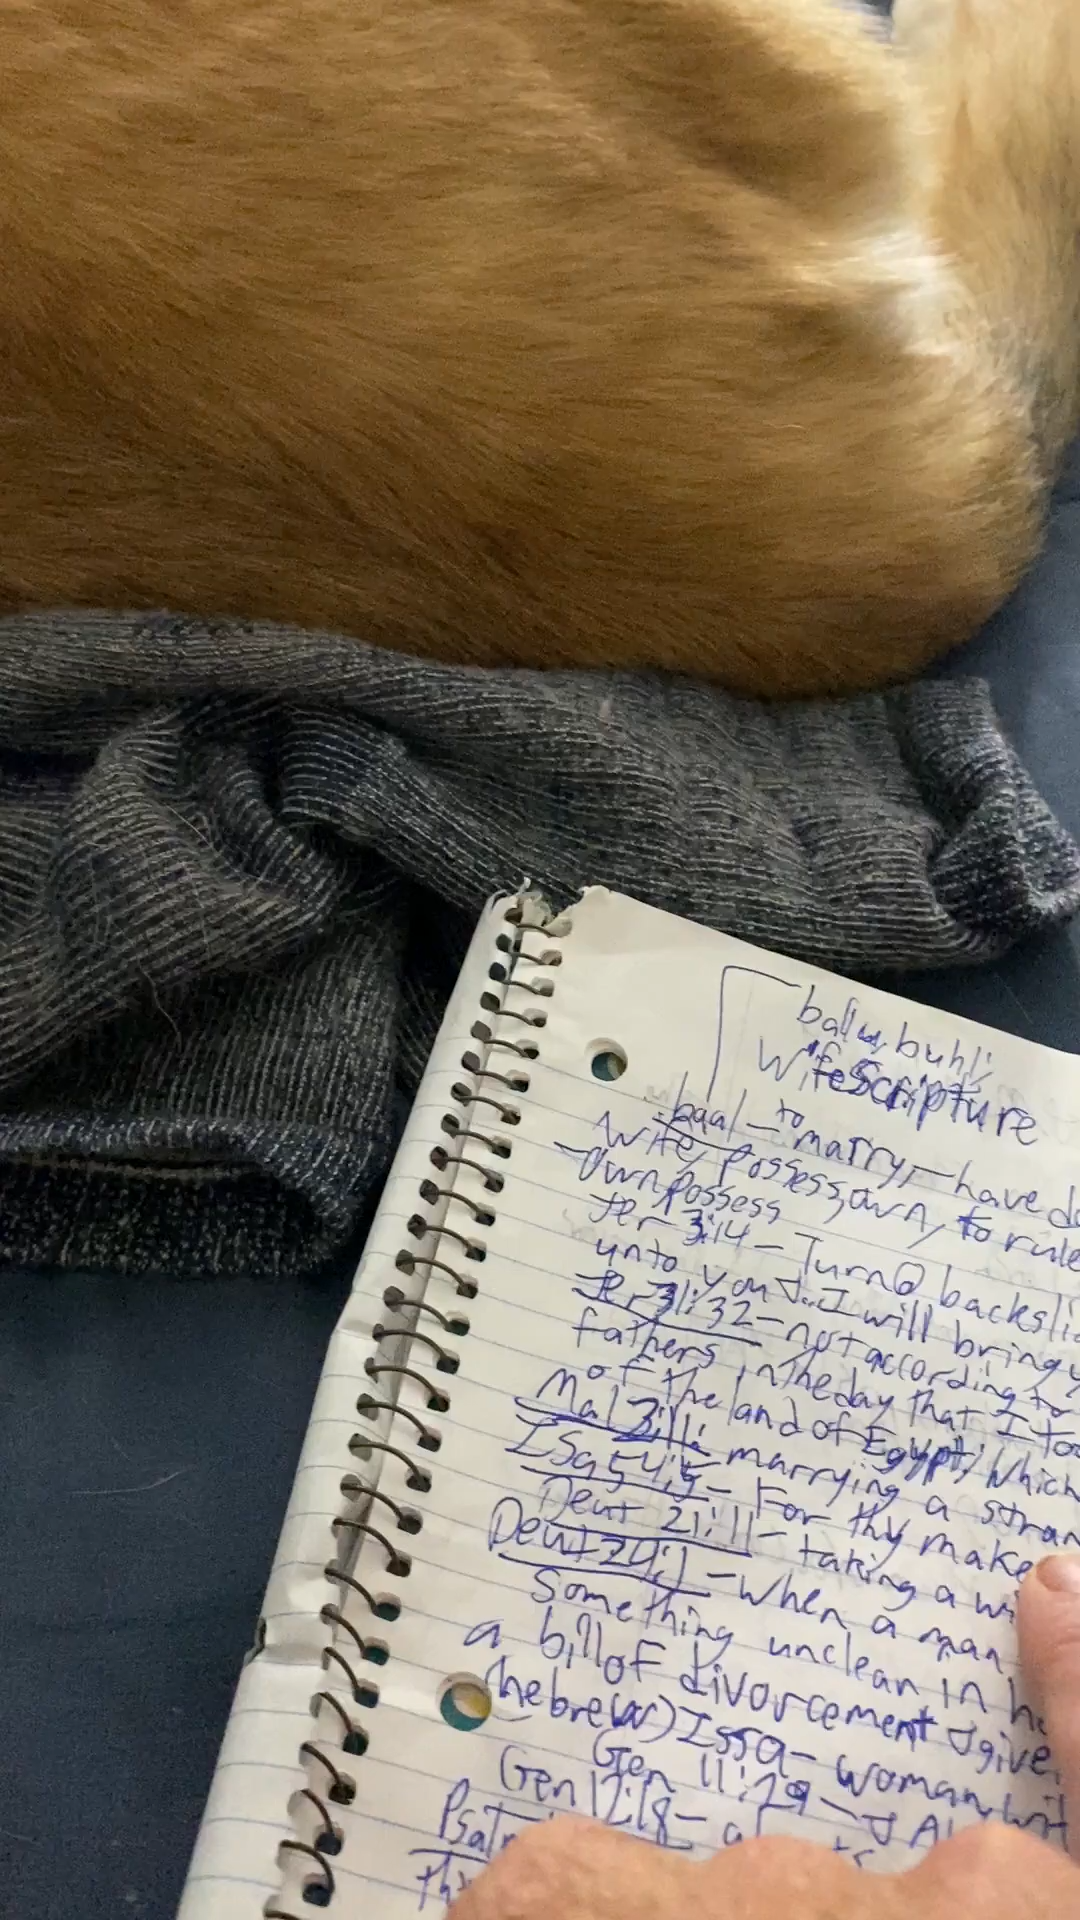 buhl;
Wife Scripture
baal - to marry, - have do
wife, possess, own, to rule
- own, possess
Jer 3:14 - Turn O backsli
unto you & I will bring y
Jer 31:32 - not according to
fathers in the day that I too
of the land of Egypt, which
Mal 2:11 - marrying a stran
Isa 54:5 - For thy make
Deut 21:11 - taking a wi
Deut 24:1 - when a man
something unclean in he
a bill of divorcement & give
(hebrew) Issa - woman, wi
Gen 11:29 - & A
Gen 12:18 - a